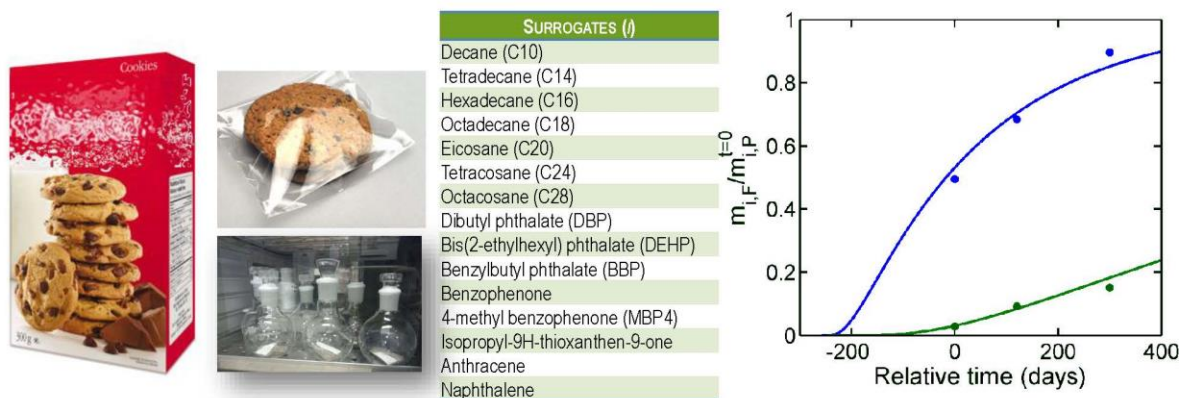 Cookies
300g
SURROGATES (i)
Decane (C10)
Tetradecane (C14)
Hexadecane (C16)
Octadecane (C18)
Eicosane (C20)
Tetracosane (C24)
Octacosane (C28)
Dibutyl phthalate (DBP)
Bis(2-ethylhexyl) phthalate (DEHP)
Benzylbutyl phthalate (BBP)
Benzophenone
4-methyl benzophenone (MBP4)
Isopropyl-9H-thioxanthen-9-one
Anthracene
Naphthalene
m_{i,F}/m_{i,P}^{t=0}
1
0.8
0.6
0.4
0.2
0
-200
0
200
400
Relative time (days)